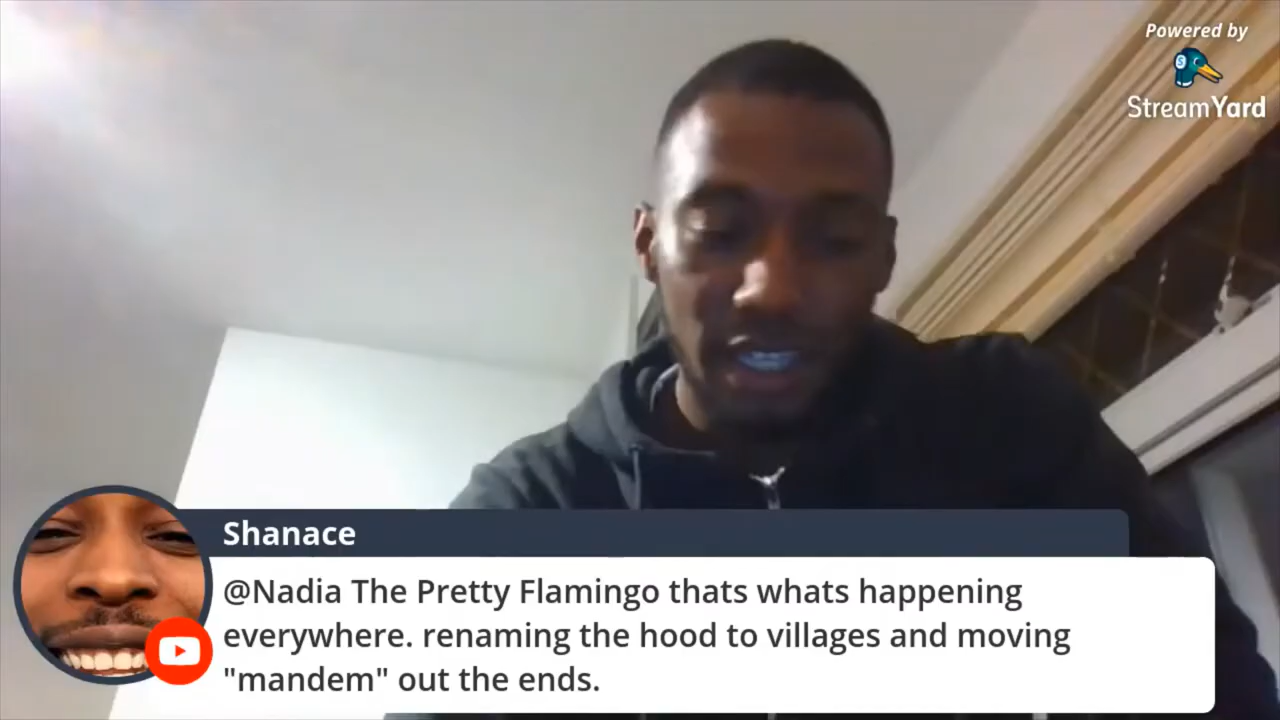 Powered by
StreamYard
Shanace
@Nadia The Pretty Flamingo thats whats happening
everywhere. renaming the hood to villages and moving
"mandem" out the ends.